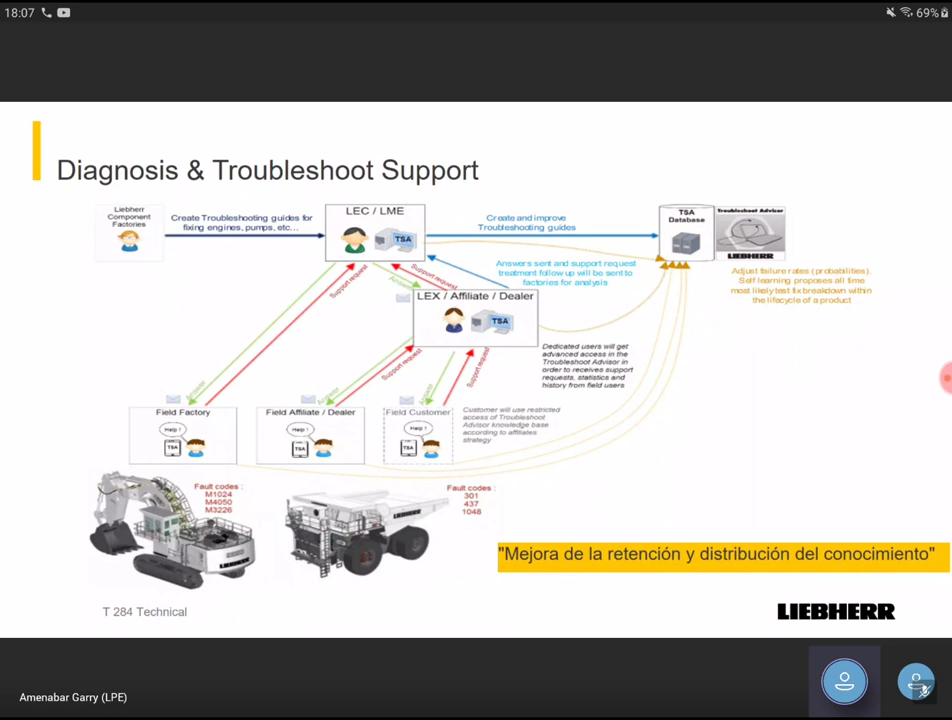 18:07
69%
Diagnosis & Troubleshoot Support
Liebherr
Component
Factories
Create Troubleshooting guides for
fixing engines, pumps, etc...
LEC / LME
TSA
Create and improve
Troubleshooting guides
TSA
Database
Troubleshoot Advisor
LIEBHERR
Answers sent and support request
treatment follow up will be sent to
factories for analysis
Adjust failure rates (probabilities).
Self learning proposes all time
most likely test fix breakdown within
the lifecycle of a product
Support request
Support request
Answer
LEX / Affiliate / Dealer
TSA
Dedicated users will get
advanced access in the
Troubleshoot Advisor in
order to receives support
requests, statistics and
history from field users
Answer
Answer
Support request
Answer
Support request
Field Factory
Help !
TSA
Field Affiliate / Dealer
Help !
TSA
Field Customer
Help !
TSA
Customer will use restricted
access of Troubleshoot
Advisor knowledge base
according to affiliates
strategy
Fault codes :
M1024
M4050
M3226
LIEBHERR
Fault codes :
301
437
1048
LIEBHERR
"Mejora de la retención y distribución del conocimiento"
T 284 Technical
LIEBHERR
Amenabar Garry (LPE)